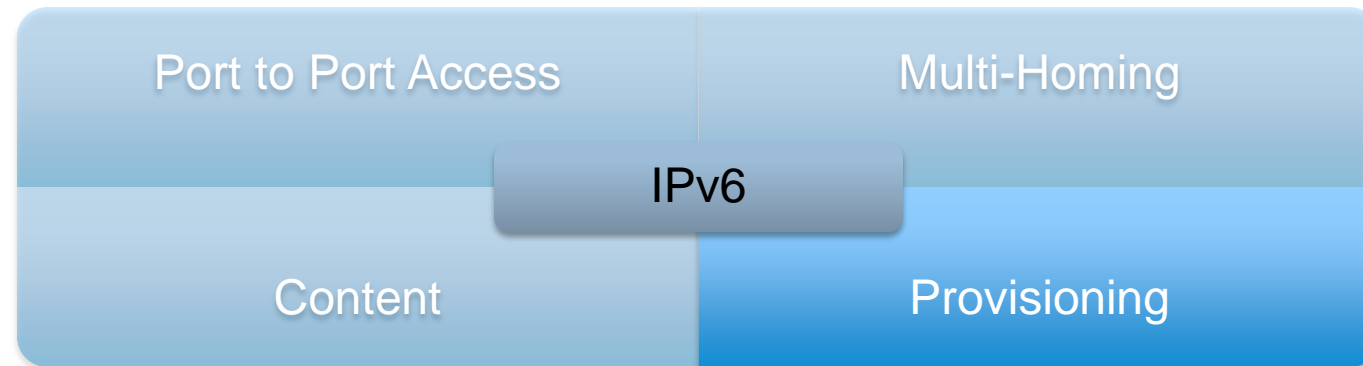 Port to Port Access
Multi-Homing
IPv6
Content
Provisioning